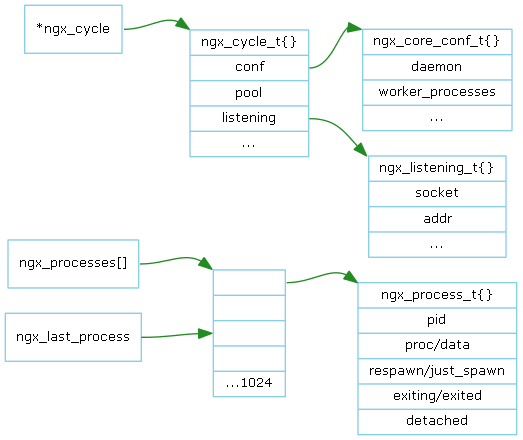 *ngx_cycle
ngx_cycle_t{}
conf
pool
listening
...
ngx_core_conf_t{}
daemon
worker_processes
...
ngx_listening_t{}
socket
addr
...
ngx_processes[]
ngx_last_process
...1024
ngx_process_t{}
pid
proc/data
respawn/just_spawn
exiting/exited
detached